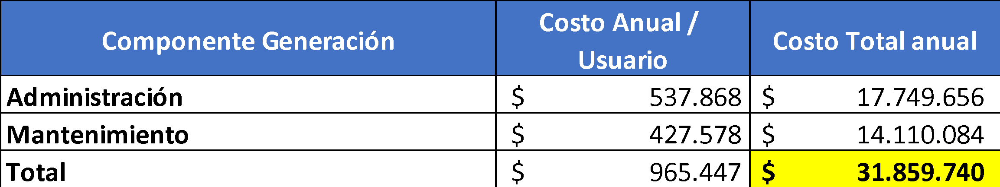 Componente Generación Costo Anual / Usuario Costo Total anual
Administración $ 537.868 $ 17.749.656
Mantenimiento $ 427.578 $ 14.110.084
Total $ 965.447 $ 31.859.740